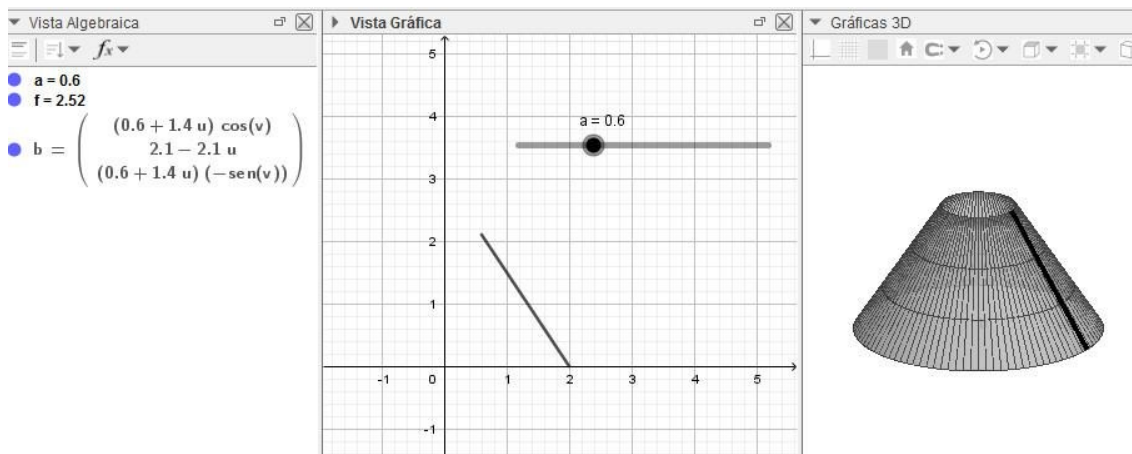 Vista Algebraica
fx
a = 0.6
f = 2.52
b = ( (0.6 + 1.4 u) cos(v)
2.1 − 2.1 u
(0.6 + 1.4 u) (−sen(v)) )
Vista Gráfica
5
4
3
2
1
0
-1
-1
1
2
3
4
5
a = 0.6
Gráficas 3D